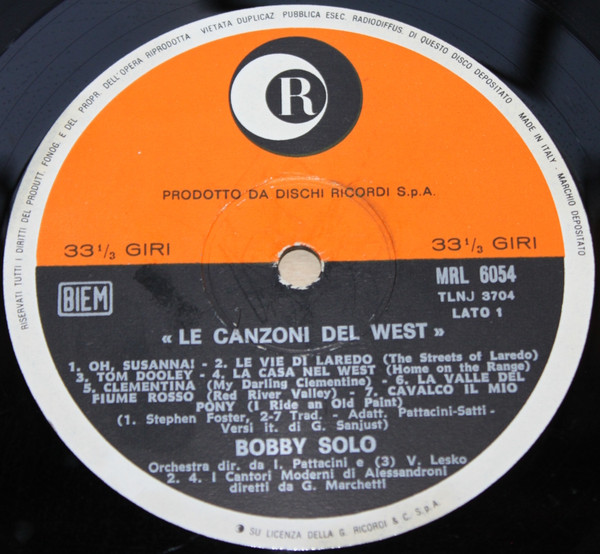 RISERVATI TUTTI I DIRITTI DEL PRODUTT. FONOG. E DEL PROPR. DELL'OPERA RIPRODOTTA VIETATA DUPLICAZ PUBBLICA ESEC. RADIODIFFUS. DI QUESTO DISCO DEPOSITATO MADE IN ITALY - MARCHIO DEPOSITATO
R
PRODOTTO DA DISCHI RICORDI S.p.A.
33 1/3 GIRI
33 1/3 GIRI
BIEM
MRL 6054
TLNJ 3704
LATO 1
« LE CANZONI DEL WEST »
1. OH, SUSANNAI - 2. LE VIE DI LAREDO (The Streets of Laredo)
3. TOM DOOLEY - 4. LA CASA NEL WEST (Home on the Range)
5. CLEMENTINA (My Darling Clementine) - 6. LA VALLE DEL
FIUME ROSSO (Red River Valley) - 7. CAVALCO IL MIO
PONY (I Ride an Old Paint)
(1. Stephen Foster, 2-7 Trad. - Adatt. Pattacini-Satti -
Versi it. di G. Sanjust)
BOBBY SOLO
Orchestra dir. da I. Pattacini e (3) V. Lesko
2. 4. I Cantori Moderni di Alessandroni
diretti da G. Marchetti
SU LICENZA DELLA G. RICORDI & C. S.p.A.